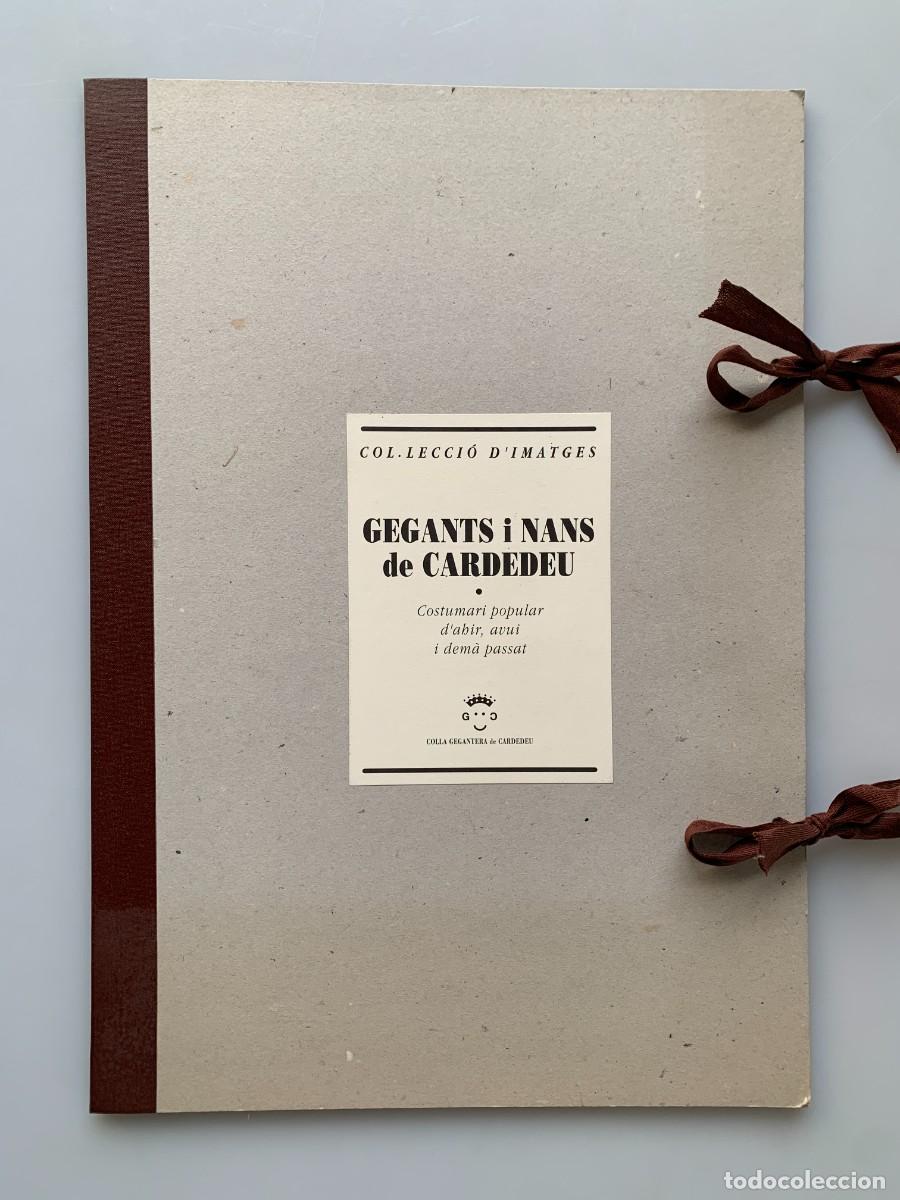 COL.LECCIÓ D'IMATGES
GEGANTS i NANS
de CARDEDEU
•
Costumari popular
d'ahir, avui
i demà passat
G C
COLLA GEGANTERA de CARDEDEU
todocoleccion